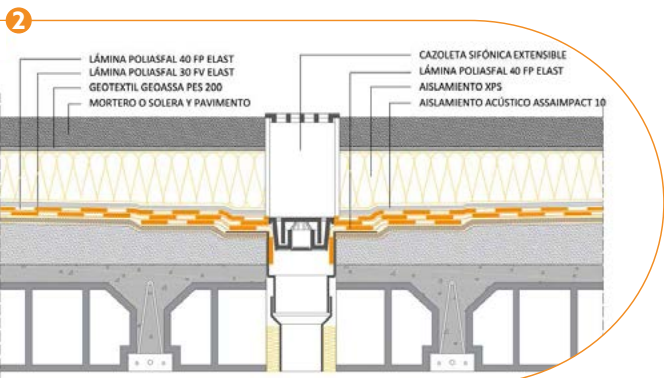 2
LÁMINA POLIASFAL 40 FP ELAST
LÁMINA POLIASFAL 30 FV ELAST
GEOTEXTIL GEOASSA PES 200
MORTERO O SOLERA Y PAVIMENTO
CAZOLETA SIFÓNICA EXTENSIBLE
LÁMINA POLIASFAL 40 FP ELAST
AISLAMIENTO XPS
AISLAMIENTO ACÚSTICO ASSAIMPACT 10